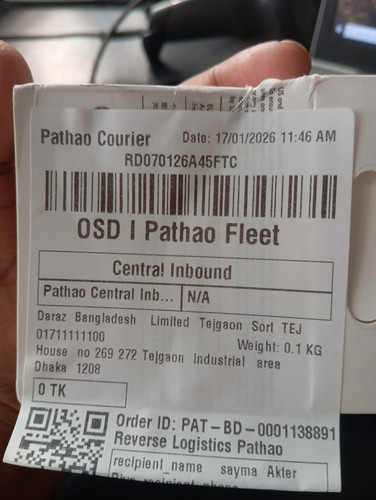 Pathao Courier Date: 17/01/2026 11:46 AM
RD070126A45FTC
OSD | Pathao Fleet
Central Inbound
Pathao Central Inb... N/A
Daraz Bangladesh Limited Tejgaon Sort TEJ
01711111100
Weight: 0.1 KG
House no 269 272 Tejgaon industrial area
Dhaka 1208
0 TK
Order ID: PAT-BD-0001138891
Reverse Logistics Pathao
recipient_name sayma Akter